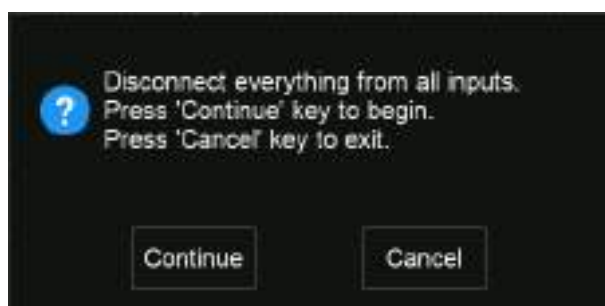 Disconnect everything from all inputs.
Press 'Continue' key to begin.
Press 'Cancel' key to exit.
Continue
Cancel